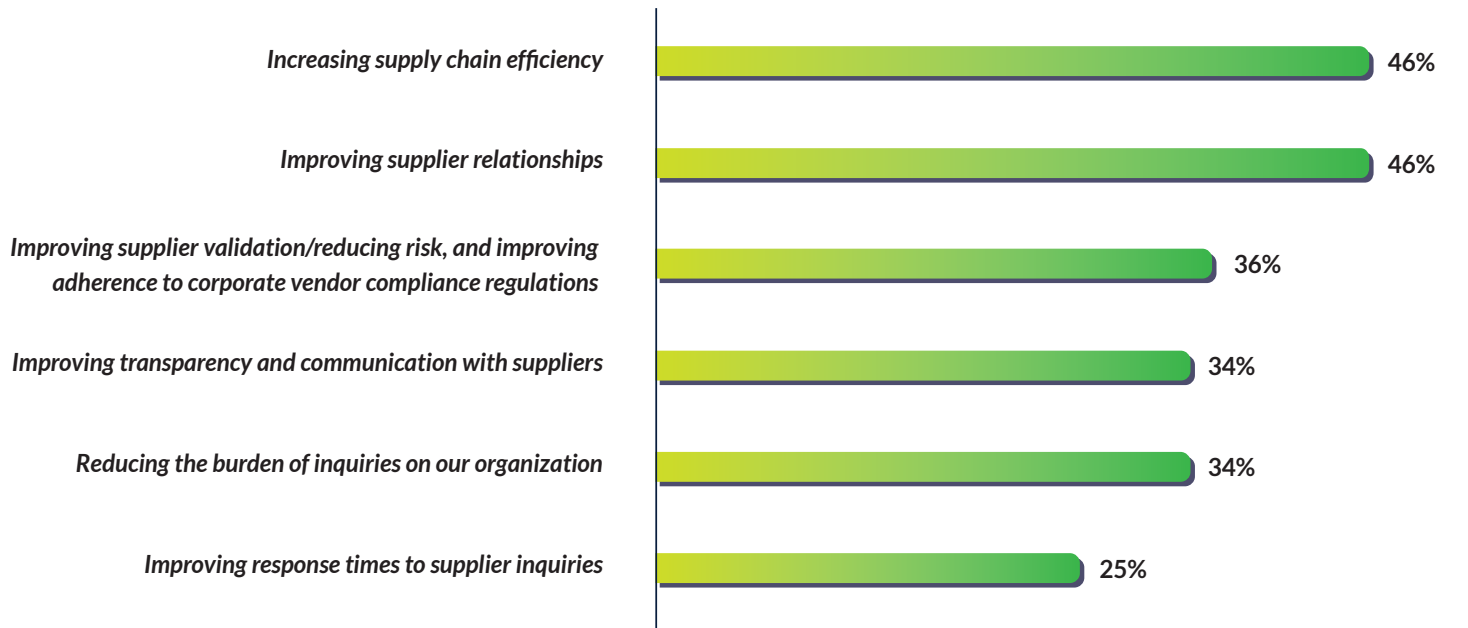 Increasing supply chain efficiency
46%
Improving supplier relationships
46%
Improving supplier validation/reducing risk, and improving
adherence to corporate vendor compliance regulations
36%
Improving transparency and communication with suppliers
34%
Reducing the burden of inquiries on our organization
34%
Improving response times to supplier inquiries
25%